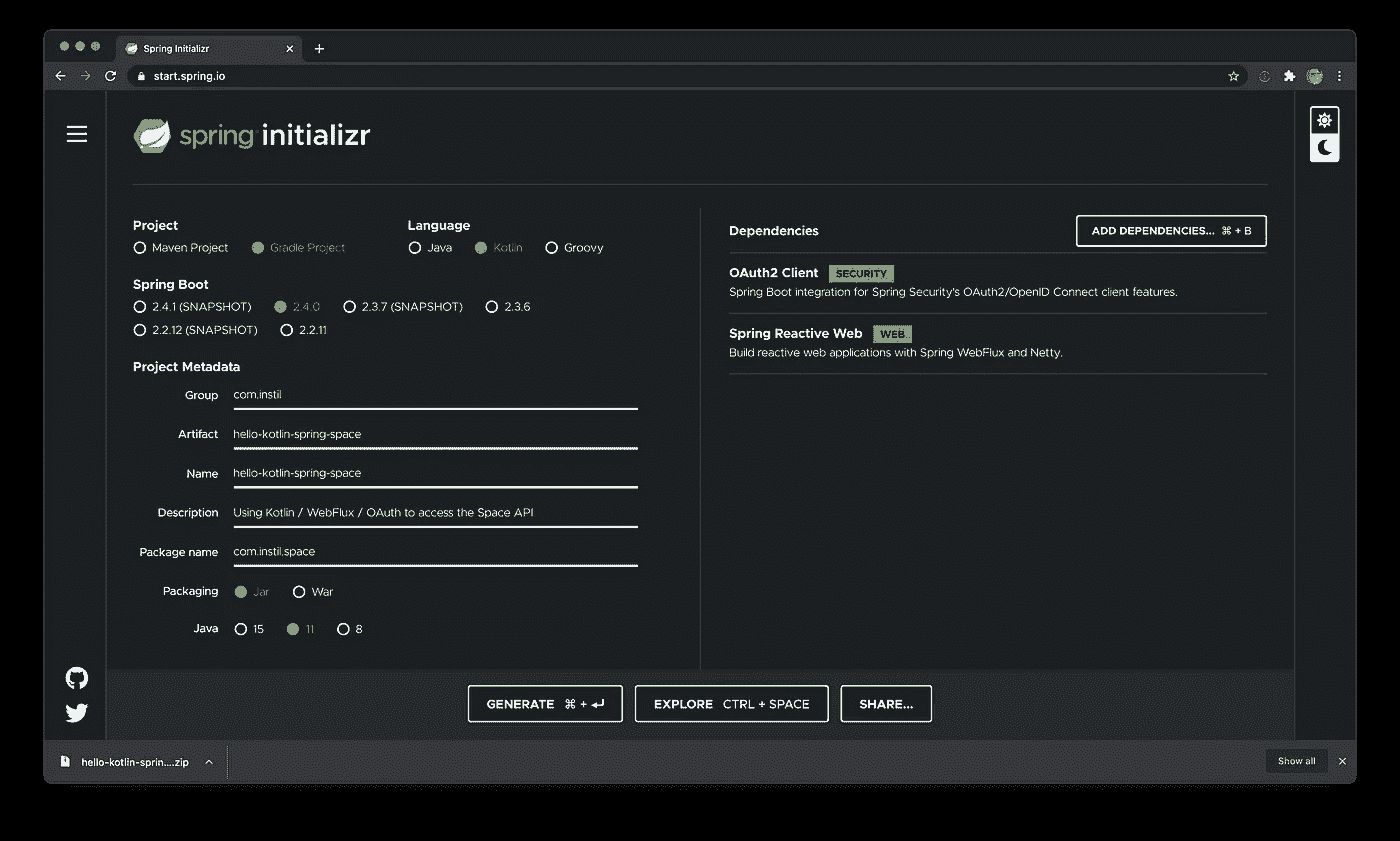 Spring Initializr
start.spring.io
spring initializr
Project
Maven Project Gradle Project
Language
Java Kotlin Groovy
Spring Boot
2.4.1 (SNAPSHOT) 2.4.0 2.3.7 (SNAPSHOT) 2.3.6
2.2.12 (SNAPSHOT) 2.2.11
Project Metadata
Group com.instil
Artifact hello-kotlin-spring-space
Name hello-kotlin-spring-space
Description Using Kotlin / WebFlux / OAuth to access the Space API
Package name com.instil.space
Packaging Jar War
Java 15 11 8
Dependencies
ADD DEPENDENCIES... ⌘ + B
OAuth2 Client SECURITY
Spring Boot integration for Spring Security's OAuth2/OpenID Connect client features.
Spring Reactive Web WEB
Build reactive web applications with Spring WebFlux and Netty.
GENERATE ⌘ + ↵
EXPLORE CTRL + SPACE
SHARE...
hello-kotlin-sprin....zip
Show all